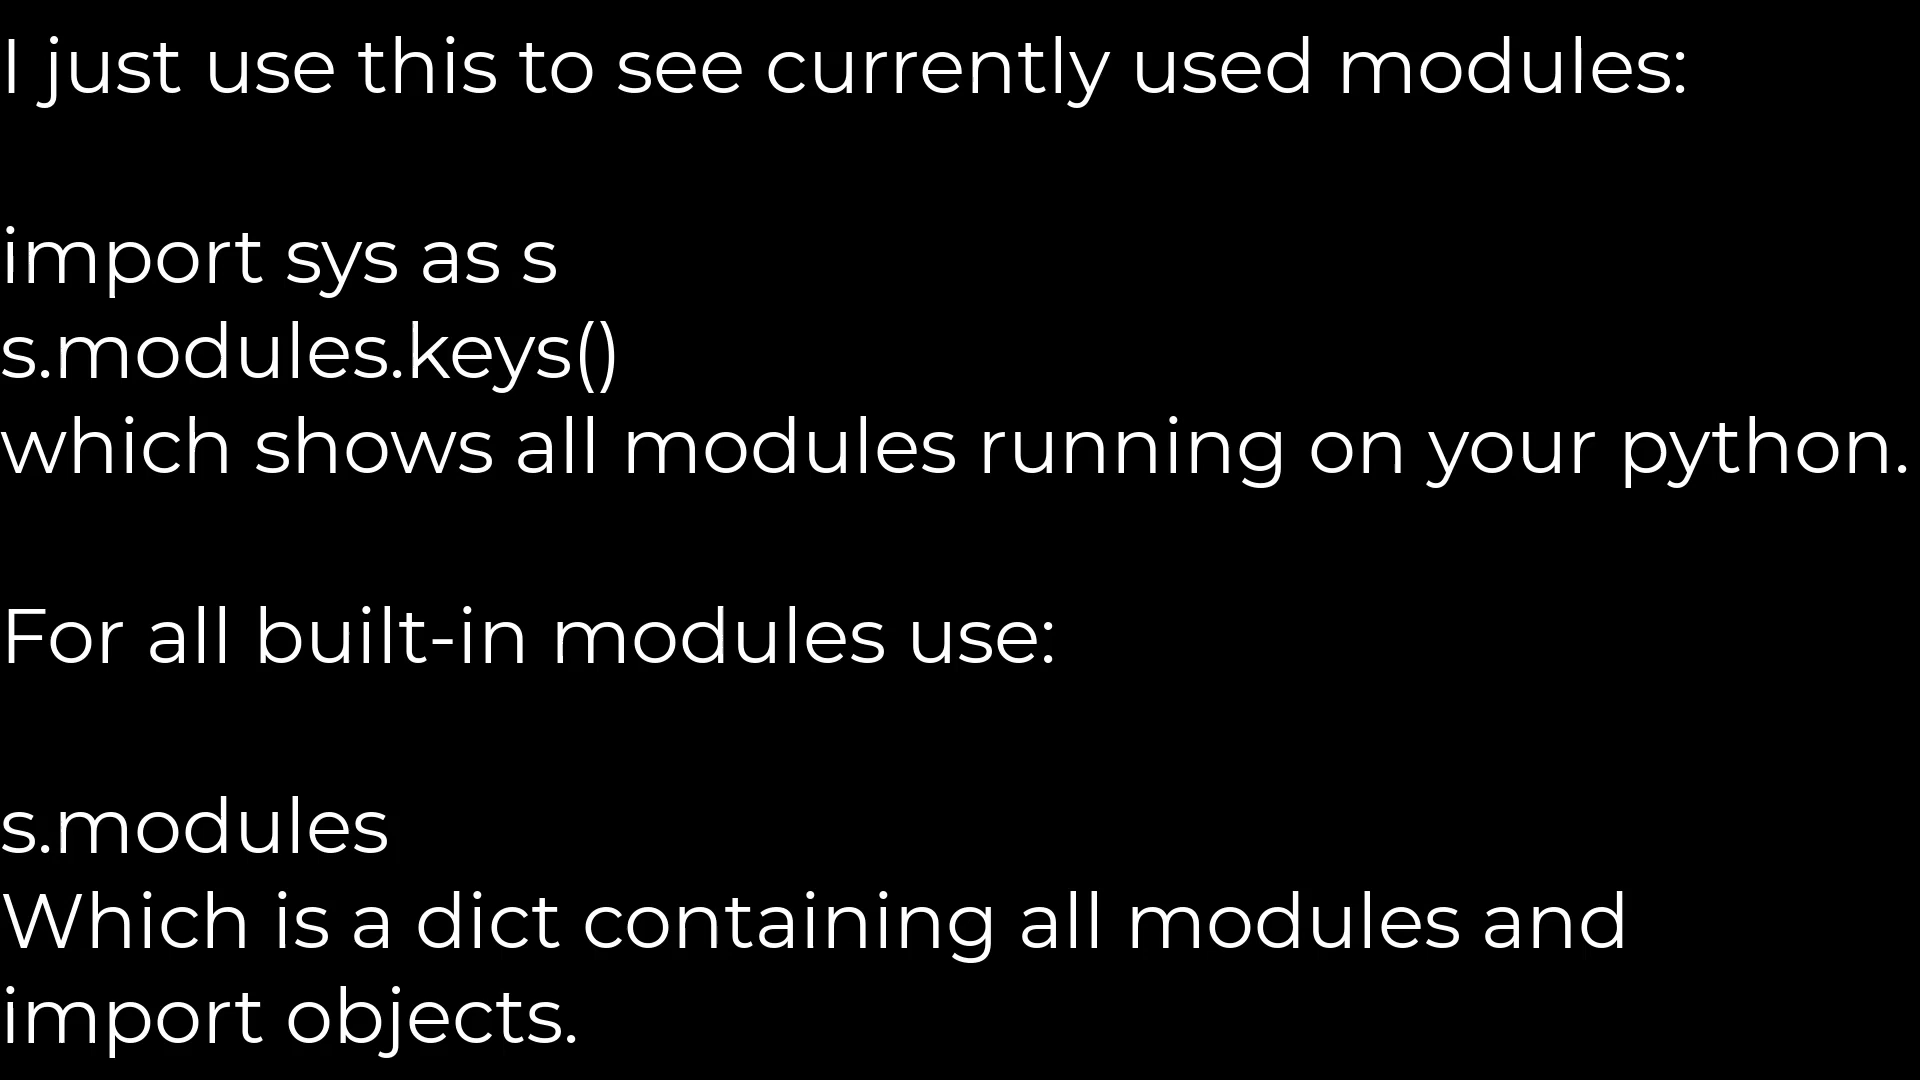 I just use this to see currently used modules:
import sys as s
s.modules.keys()
which shows all modules running on your python.
For all built-in modules use:
s.modules
Which is a dict containing all modules and
import objects.